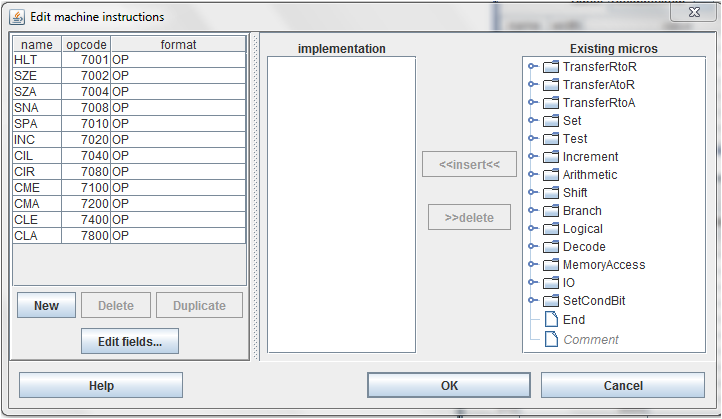 Edit machine instructions
name opcode format
HLT 7001 OP
SZE 7002 OP
SZA 7004 OP
SNA 7008 OP
SPA 7010 OP
INC 7020 OP
CIL 7040 OP
CIR 7080 OP
CME 7100 OP
CMA 7200 OP
CLE 7400 OP
CLA 7800 OP
New Delete Duplicate
Edit fields...
implementation
<<insert<<
>>delete
Existing micros
TransferRtoR
TransferAtoR
TransferRtoA
Set
Test
Increment
Arithmetic
Shift
Branch
Logical
Decode
MemoryAccess
IO
SetCondBit
End
Comment
Help OK Cancel